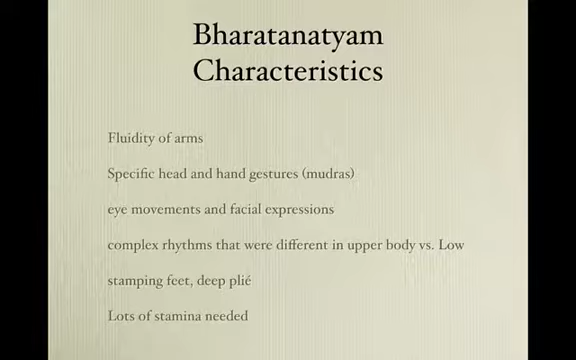 Bharatanatyam
Characteristics
Fluidity of arms
Specific head and hand gestures (mudras)
eye movements and facial expressions
complex rhythms that were different in upper body vs. Low
stamping feet, deep plié
Lots of stamina needed